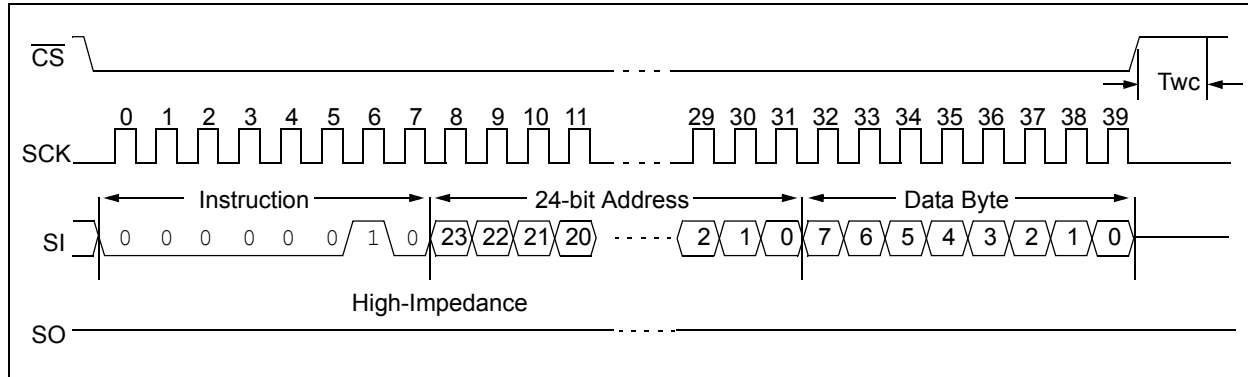 CS
Twc
0 1 2 3 4 5 6 7 8 9 10 11 29 30 31 32 33 34 35 36 37 38 39
SCK
Instruction 24-bit Address Data Byte
SI 0 0 0 0 0 0 1 0 23 22 21 20 2 1 0 7 6 5 4 3 2 1 0
High-Impedance
SO